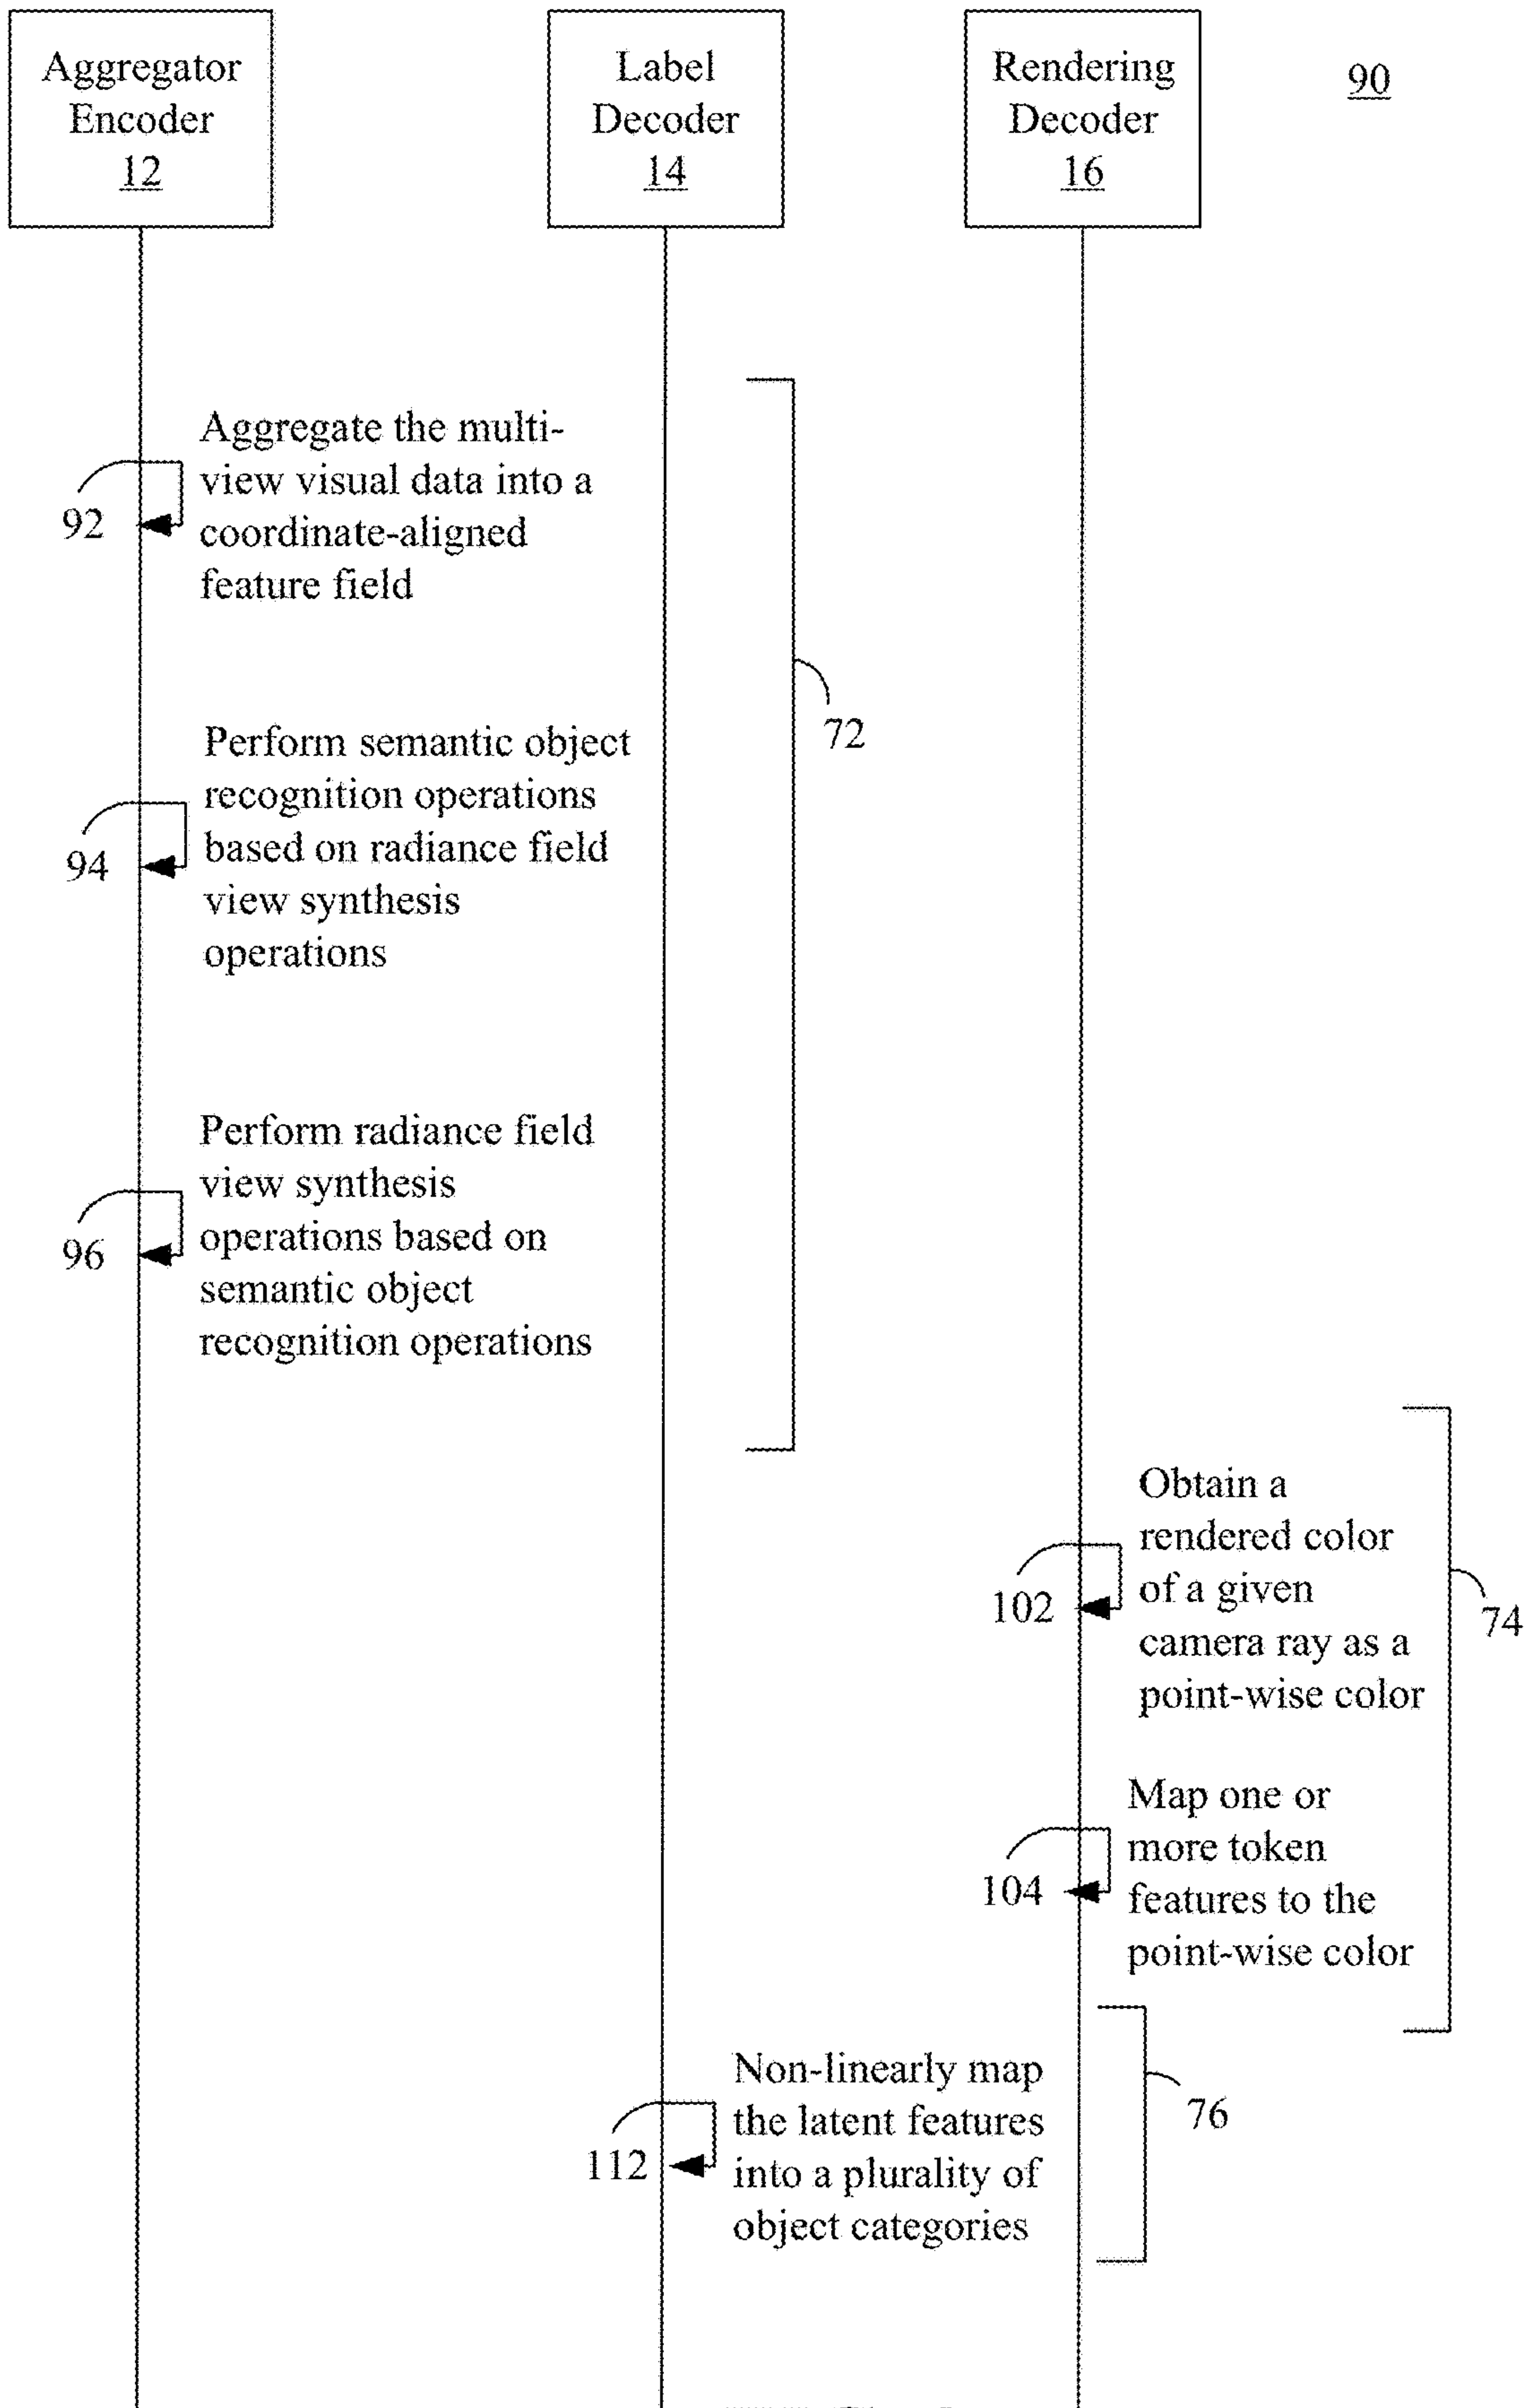 Aggregator
Encoder
12
Label
Decoder
14
Rendering
Decoder
16
90
Aggregate the multi-
view visual data into a
coordinate-aligned
feature field
92
72
Perform semantic object
recognition operations
based on radiance field
view synthesis
operations
94
Perform radiance field
view synthesis
operations based on
semantic object
recognition operations
96
Obtain a
rendered color
of a given
camera ray as a
point-wise color
102
74
Map one or
more token
features to the
point-wise color
104
Non-linearly map
the latent features
into a plurality of
object categories
112
76